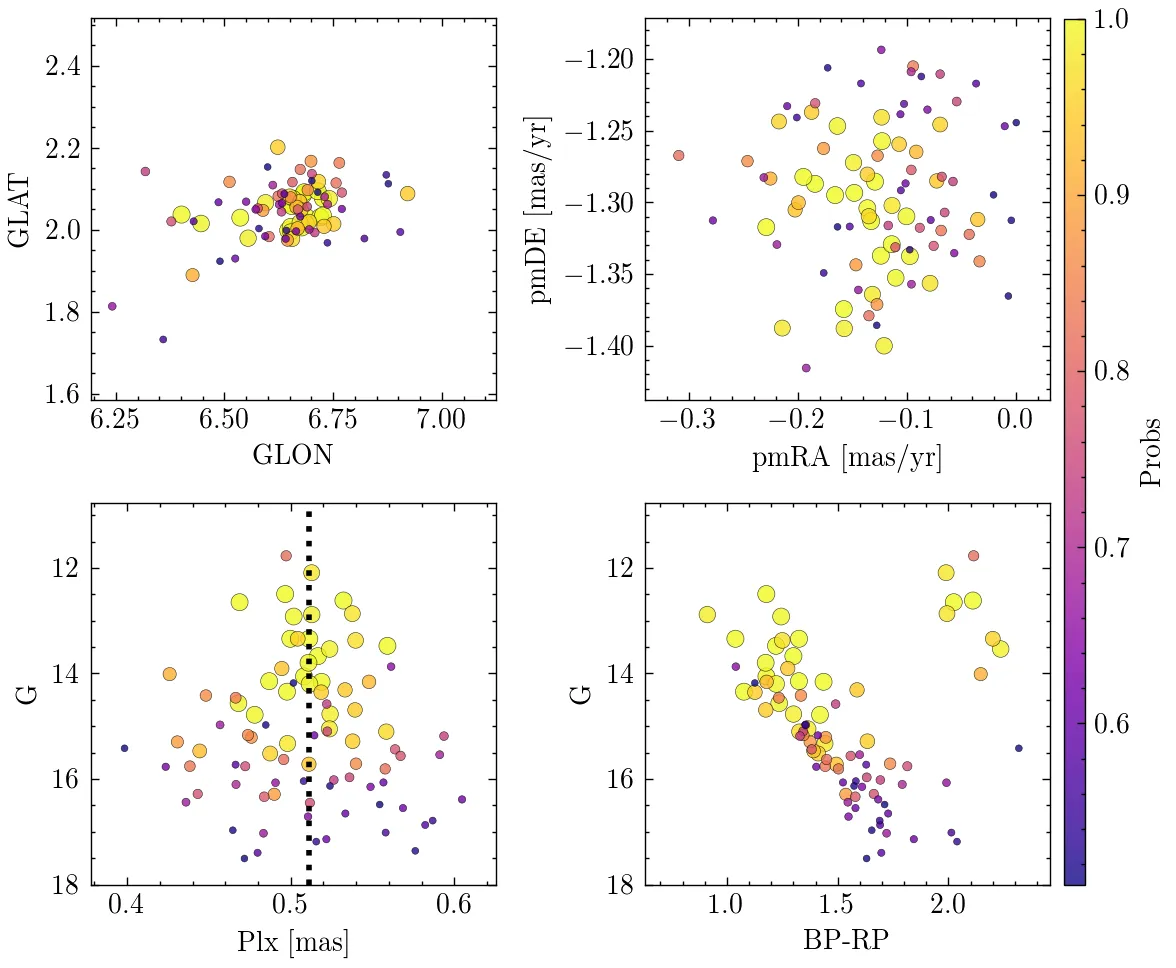 2.4
2.2
2.0
1.8
1.6
GLAT
6.25 6.50 6.75 7.00
GLON
−1.20
−1.25
−1.30
−1.35
−1.40
pmDE [mas/yr]
−0.3 −0.2 −0.1 0.0
pmRA [mas/yr]
12
14
16
18
G
0.4 0.5 0.6
Plx [mas]
12
14
16
18
G
1.0 1.5 2.0
BP-RP
1.0
0.9
0.8
0.7
0.6
Probs